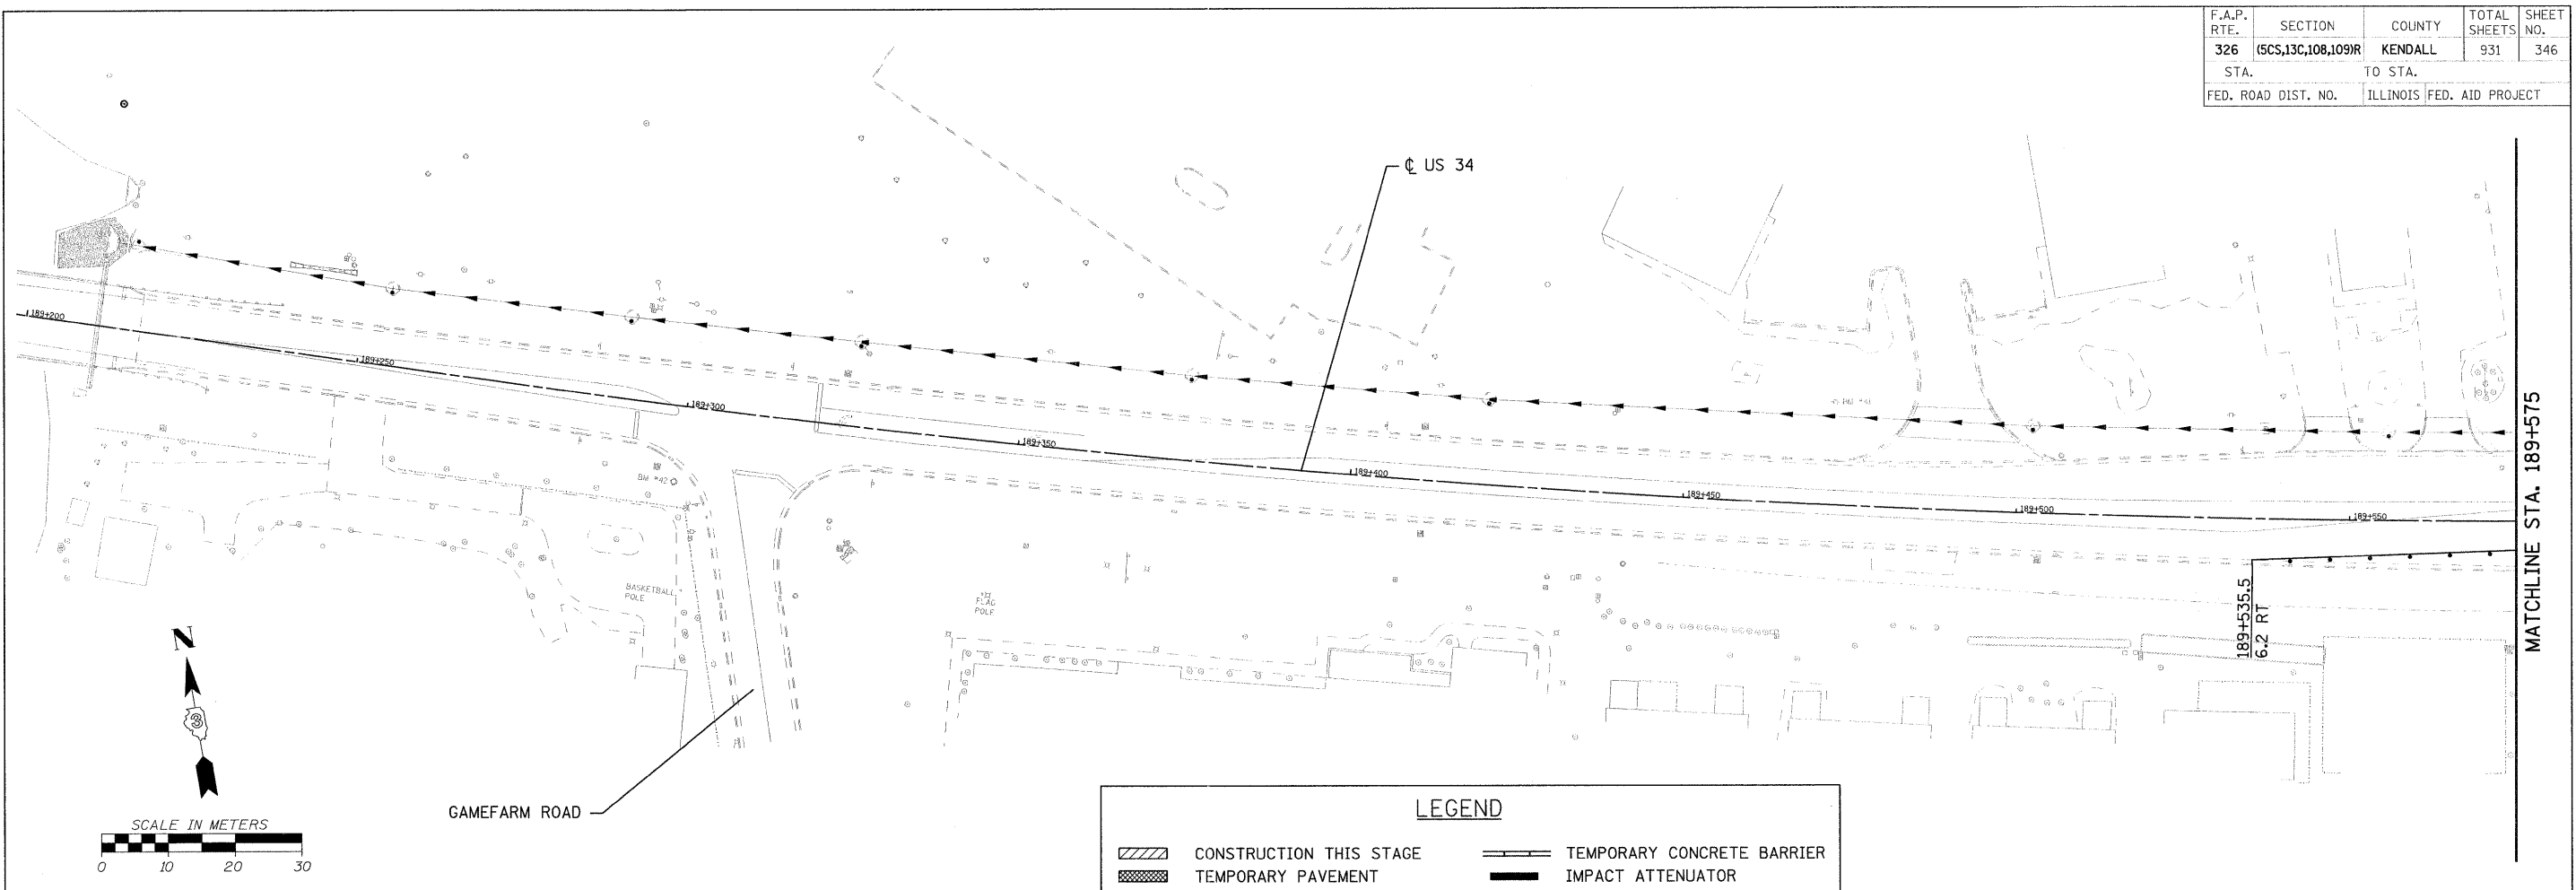 F.A.P. RTE. SECTION COUNTY TOTAL SHEETS SHEET NO.
326 (5CS,13C,108,109)R KENDALL 931 346
STA. TO STA.
FED. ROAD DIST. NO. ILLINOIS FED. AID PROJECT
℄ US 34
189+200
189+250
189+300
189+350
189+400
189+450
189+500
189+550
BM #42
BASKETBALL POLE
FLAG POLE
189+535.5
6.2 RT
MATCHLINE STA. 189+575
N
3
SCALE IN METERS
0 10 20 30
GAMEFARM ROAD
LEGEND
CONSTRUCTION THIS STAGE
TEMPORARY CONCRETE BARRIER
TEMPORARY PAVEMENT
IMPACT ATTENUATOR